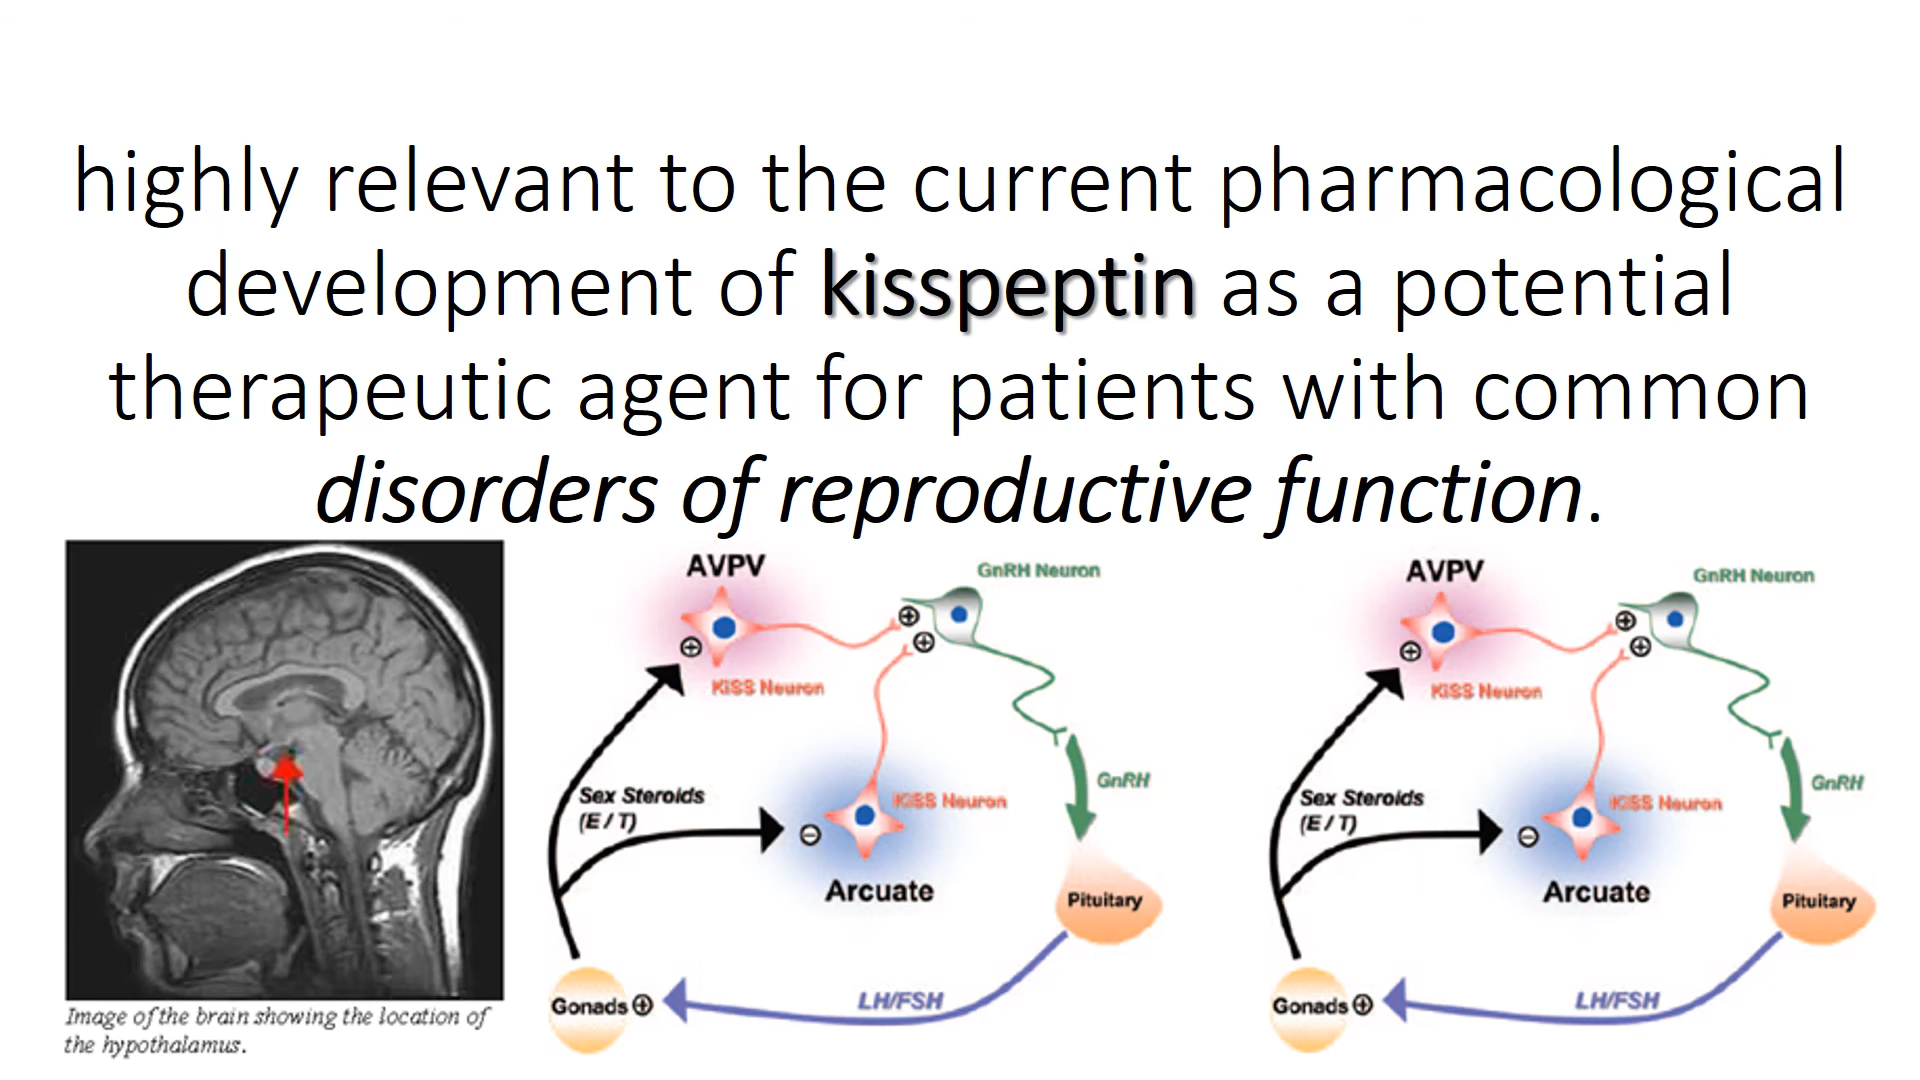 highly relevant to the current pharmacological
development of kisspeptin as a potential
therapeutic agent for patients with common
disorders of reproductive function.
Image of the brain showing the location of
the hypothalamus.
AVPV
GnRH Neuron
KiSS Neuron
Sex Steroids
(E / T)
KiSS Neuron
GnRH
Arcuate
Pituitary
Gonads
LH/FSH
AVPV
GnRH Neuron
KiSS Neuron
Sex Steroids
(E / T)
KiSS Neuron
GnRH
Arcuate
Pituitary
Gonads
LH/FSH